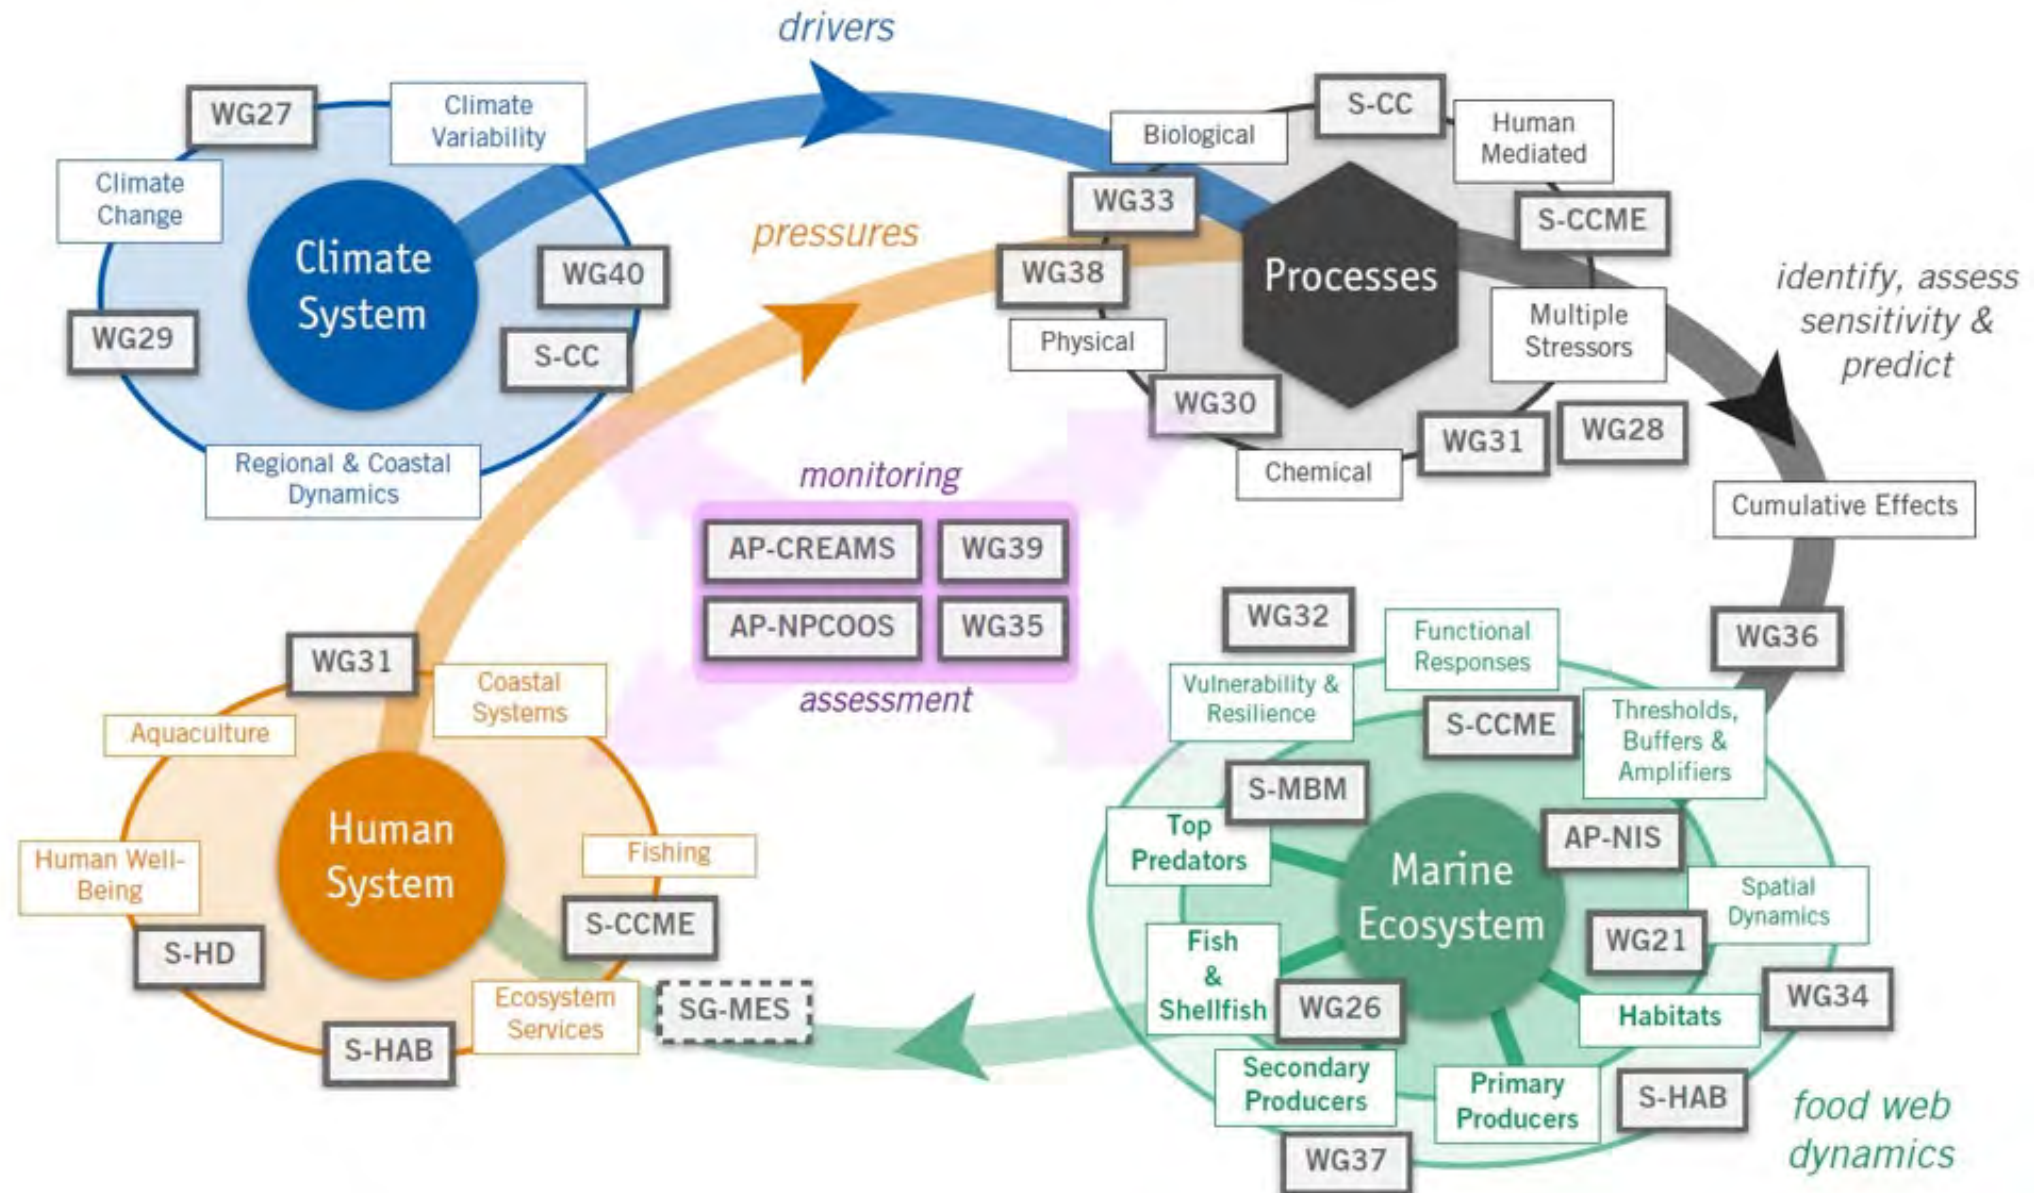 drivers
WG27
Climate
Variability
Climate
Change
Climate
System
WG40
WG29
S-CC
Regional & Coastal
Dynamics
pressures
S-CC
Biological
Human
Mediated
WG33
S-CCME
WG38
Processes
Physical
Multiple
Stressors
WG30
WG31
WG28
Chemical
identify, assess
sensitivity &
predict
Cumulative Effects
WG36
monitoring
AP-CREAMS
WG39
AP-NPCOOS
WG35
assessment
WG31
Coastal
Systems
Aquaculture
Human
System
Fishing
Human Well-
Being
S-CCME
S-HD
Ecosystem
Services
S-HAB
SG-MES
WG32
Functional
Responses
Vulnerability &
Resilience
S-CCME
Thresholds,
Buffers &
Amplifiers
S-MBM
Top
Predators
AP-NIS
Marine
Ecosystem
Spatial
Dynamics
WG21
Fish
&
Shellfish
WG26
Habitats
WG34
Secondary
Producers
Primary
Producers
S-HAB
WG37
food web
dynamics